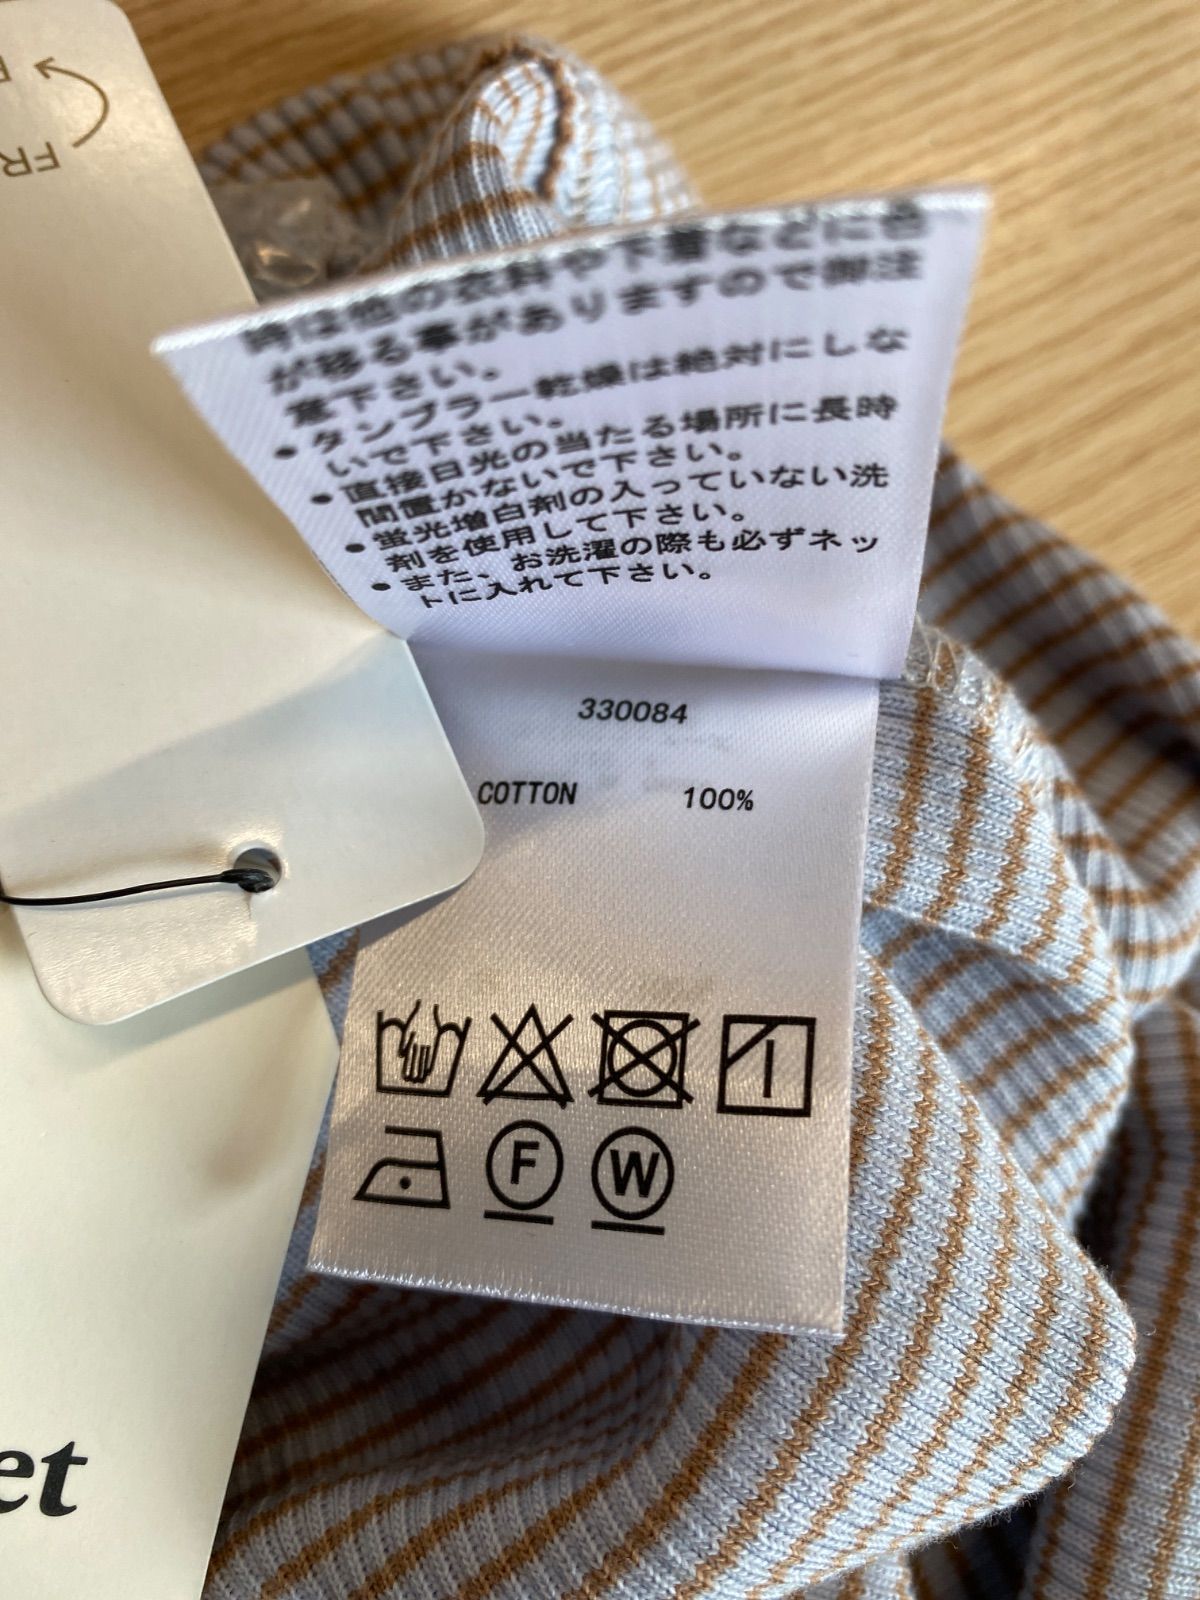 FR
時は他の衣料や下着などに色
が移る事がありますので御注
意下さい。
● タンブラー乾燥は絶対にしな
いで下さい。
● 直接日光の当たる場所に長時
間置かないで下さい。
● 蛍光増白剤の入っていない洗
剤を使用して下さい。
● また、お洗濯の際も必ずネッ
トに入れて下さい。
330084
COTTON 100%
F W
et